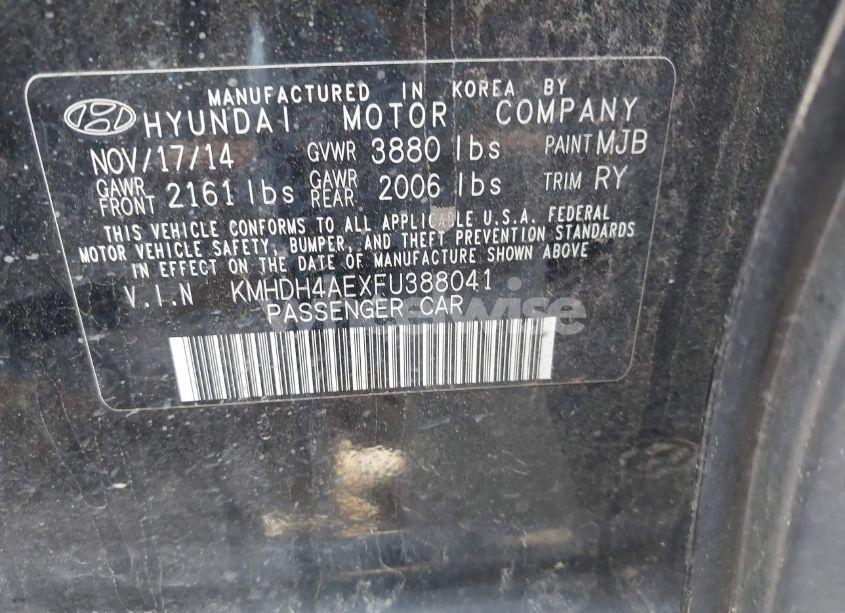 MANUFACTURED IN KOREA BY
HYUNDAI MOTOR COMPANY
NOV/17/14 GVWR 3880 lbs PAINT MJB
GAWR FRONT 2161 lbs GAWR REAR 2006 lbs TRIM RY
THIS VEHICLE CONFORMS TO ALL APPLICABLE U.S.A. FEDERAL
MOTOR VEHICLE SAFETY, BUMPER, AND THEFT PREVENTION STANDARDS
IN EFFECT ON THE DATE OF MANUFACTURE SHOWN ABOVE
V.I.N KMHDH4AEXFU388041
PASSENGER CAR